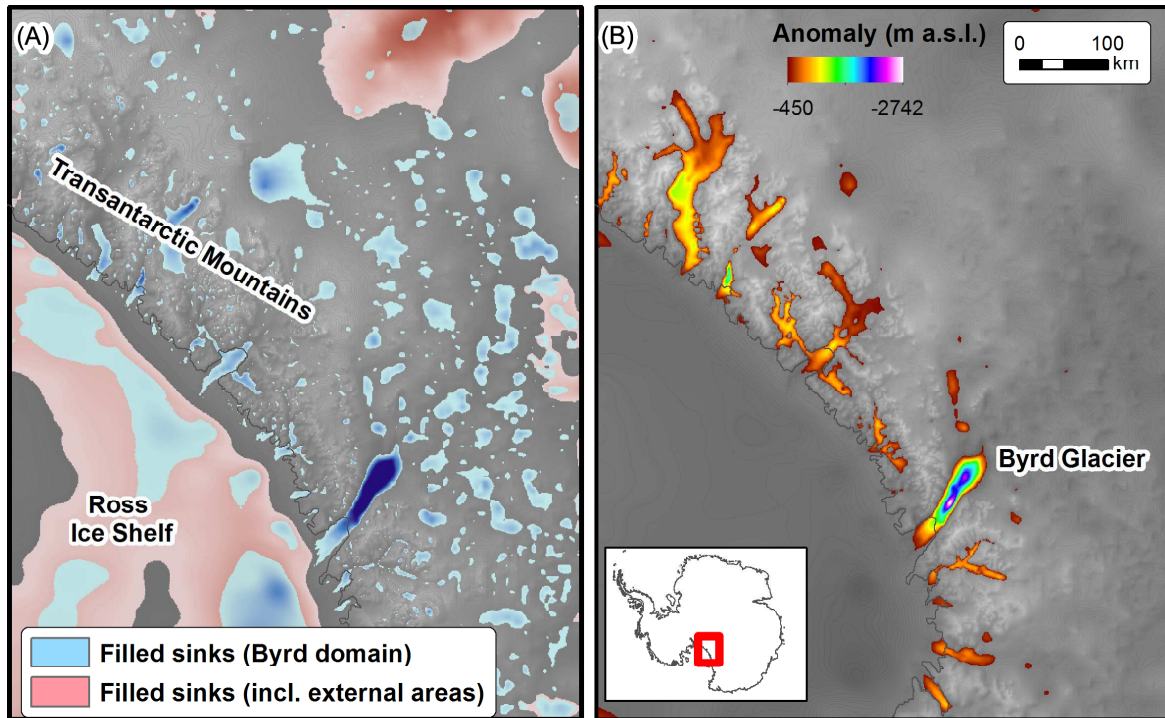 (A)
Transantarctic Mountains
Ross
Ice Shelf
Filled sinks (Byrd domain)
Filled sinks (incl. external areas)
(B)
Anomaly (m a.s.l.)
-450
-2742
0
100
km
Byrd Glacier